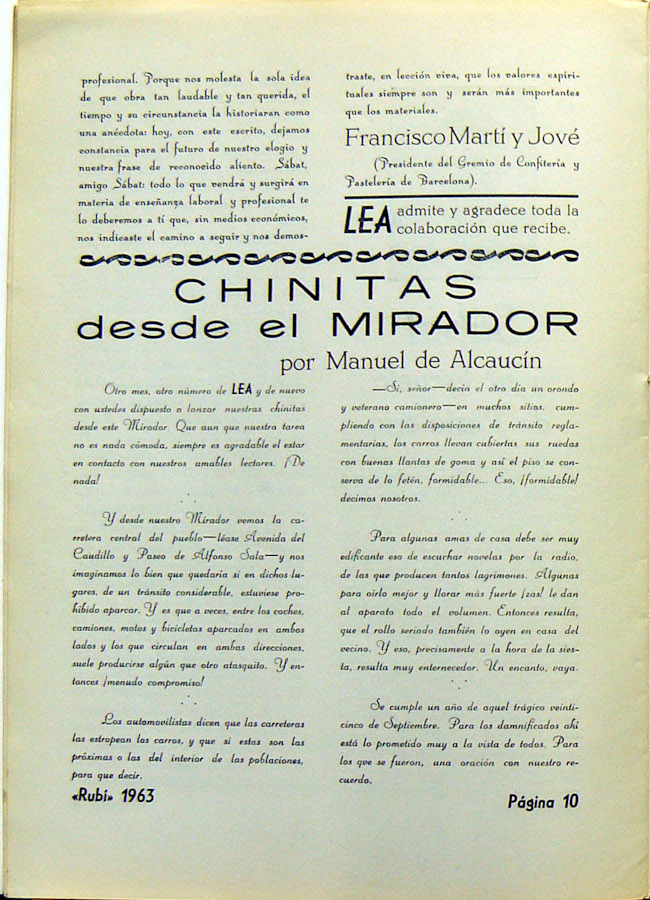 profesional. Porque nos molesta la sola idea
de que obra tan laudable y tan querida, el
tiempo y su circunstancia la historiaran como
una anécdota: hoy, con este escrito, dejamos
constancia para el futuro de nuestro elogio y
nuestra frase de reconocido aliento. Sábat,
amigo Sábat: todo lo que vendrá y surgirá en
materia de enseñanza laboral y profesional te
lo deberemos a tí que, sin medios económicos,
nos indicaste el camino a seguir y nos demos-
traste, en lección viva, que los valores espiri-
tuales siempre son y serán más importantes
que los materiales.
Francisco Martí y Jové
(Presidente del Gremio de Confitería y
Pastelería de Barcelona).
LEA admite y agradece toda la
colaboración que recibe.
CHINITAS
desde el MIRADOR
por Manuel de Alcaucín
Otro mes, otro número de LEA y de nuevo
con ustedes dispuesto a lanzar nuestras chinitas
desde este Mirador. Que aun que nuestra tarea
no es nada cómoda, siempre es agradable el estar
en contacto con nuestros amables lectores. ¡De
nada!
Y desde nuestro Mirador vemos la ca-
rretera central del pueblo—léase Avenida del
Caudillo y Paseo de Alfonso Sala—y nos
imaginamos lo bien que quedaría si en dichos lu-
gares, de un tránsito considerable, estuviese pro-
hibido aparcar. Y es que a veces, entre los coches,
camiones, motos y bicicletas aparcados en ambos
lados y los que circulan en ambas direcciones,
suele producirse algún que otro atasquito. Y en-
tonces ¡menudo compromiso!
Los automovilistas dicen que las carreteras
las estropean los carros, y que si estas son las
próximas o las del interior de las poblaciones,
para que decir.
—Si, señor—decía el otro día un orondo
y veterano camionero—en muchos sitios, cum-
pliendo con las disposiciones de tránsito regla-
mentarias, los carros llevan cubiertas sus ruedas
con buenas llantas de goma y así el piso se con-
serva de lo fetén, formidable... Eso, ¡formidable!
decimos nosotros.
Para algunas amas de casa debe ser muy
edificante eso de escuchar novelas por la radio,
de las que producen tantos lagrimones. Algunas
para oirlo mejor y llorar más fuerte ¡zas! le dan
al aparato todo el volumen. Entonces resulta,
que el rollo seriado también lo oyen en casa del
vecino. Y eso, precisamente a la hora de la sies-
ta, resulta muy enternecedor. Un encanto, vaya.
Se cumple un año de aquel trágico veinti-
cinco de Septiembre. Para los damnificados ahí
está lo prometido muy a la vista de todos. Para
los que se fueron, una oración con nuestro re-
cuerdo.
«Rubí» 1963
Página 10